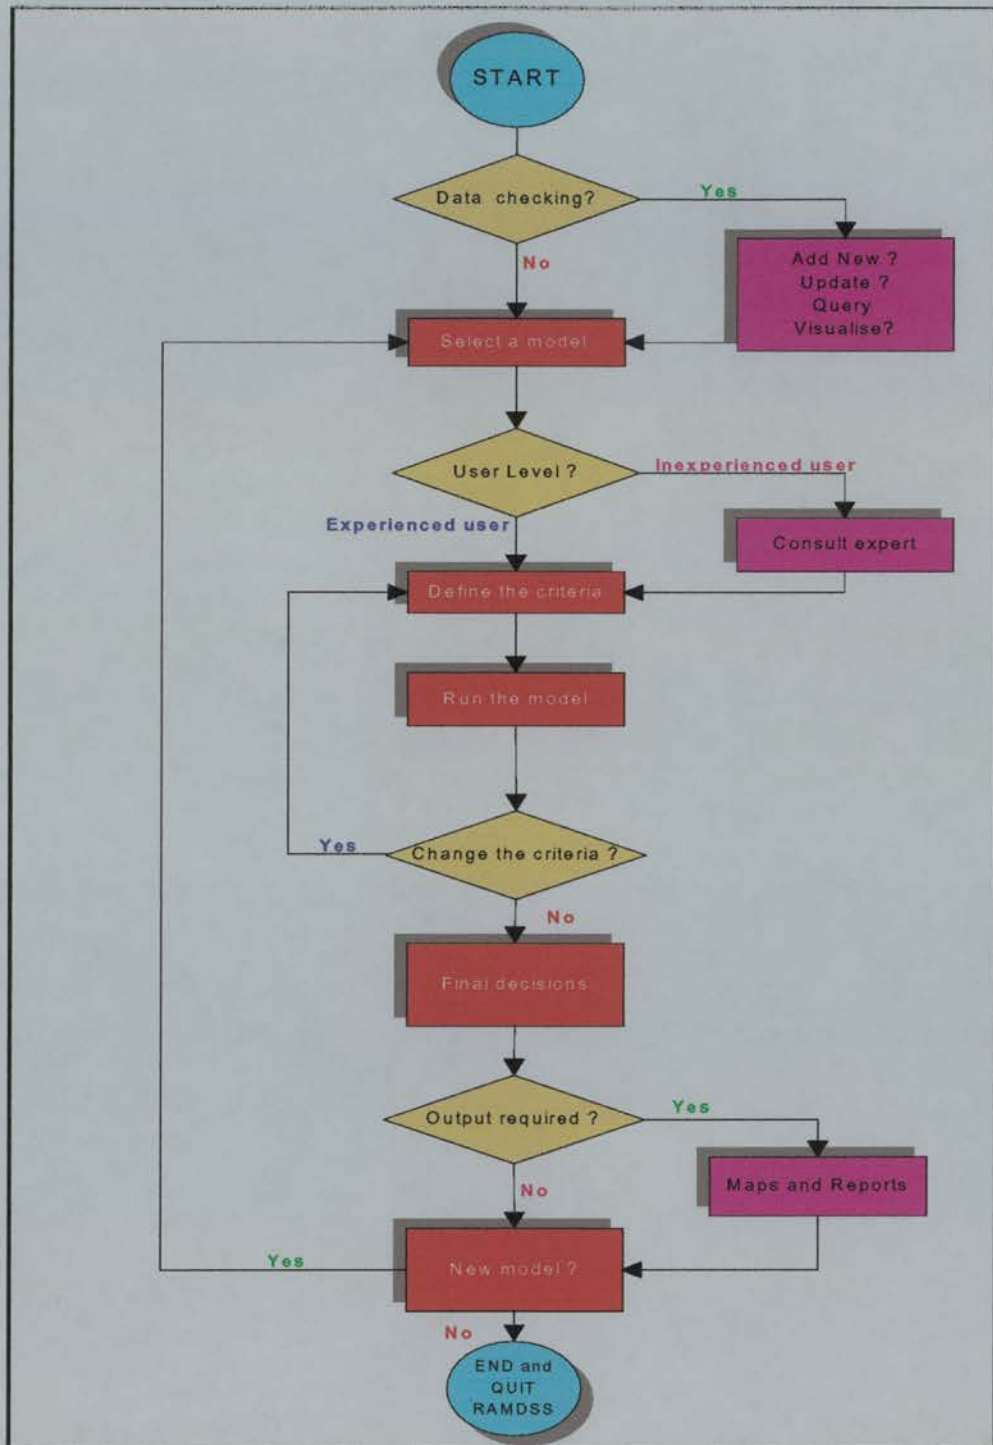 START
Data checking?
Yes
No
Add New ?
Update ?
Query
Visualise?
Select a model
User Level ?
Inexperienced user
Experienced user
Consult expert
Define the criteria
Run the model
Change the criteria ?
Yes
No
Final decisions
Output required ?
Yes
No
Maps and Reports
New model ?
Yes
No
END and
QUIT
RAMDSS